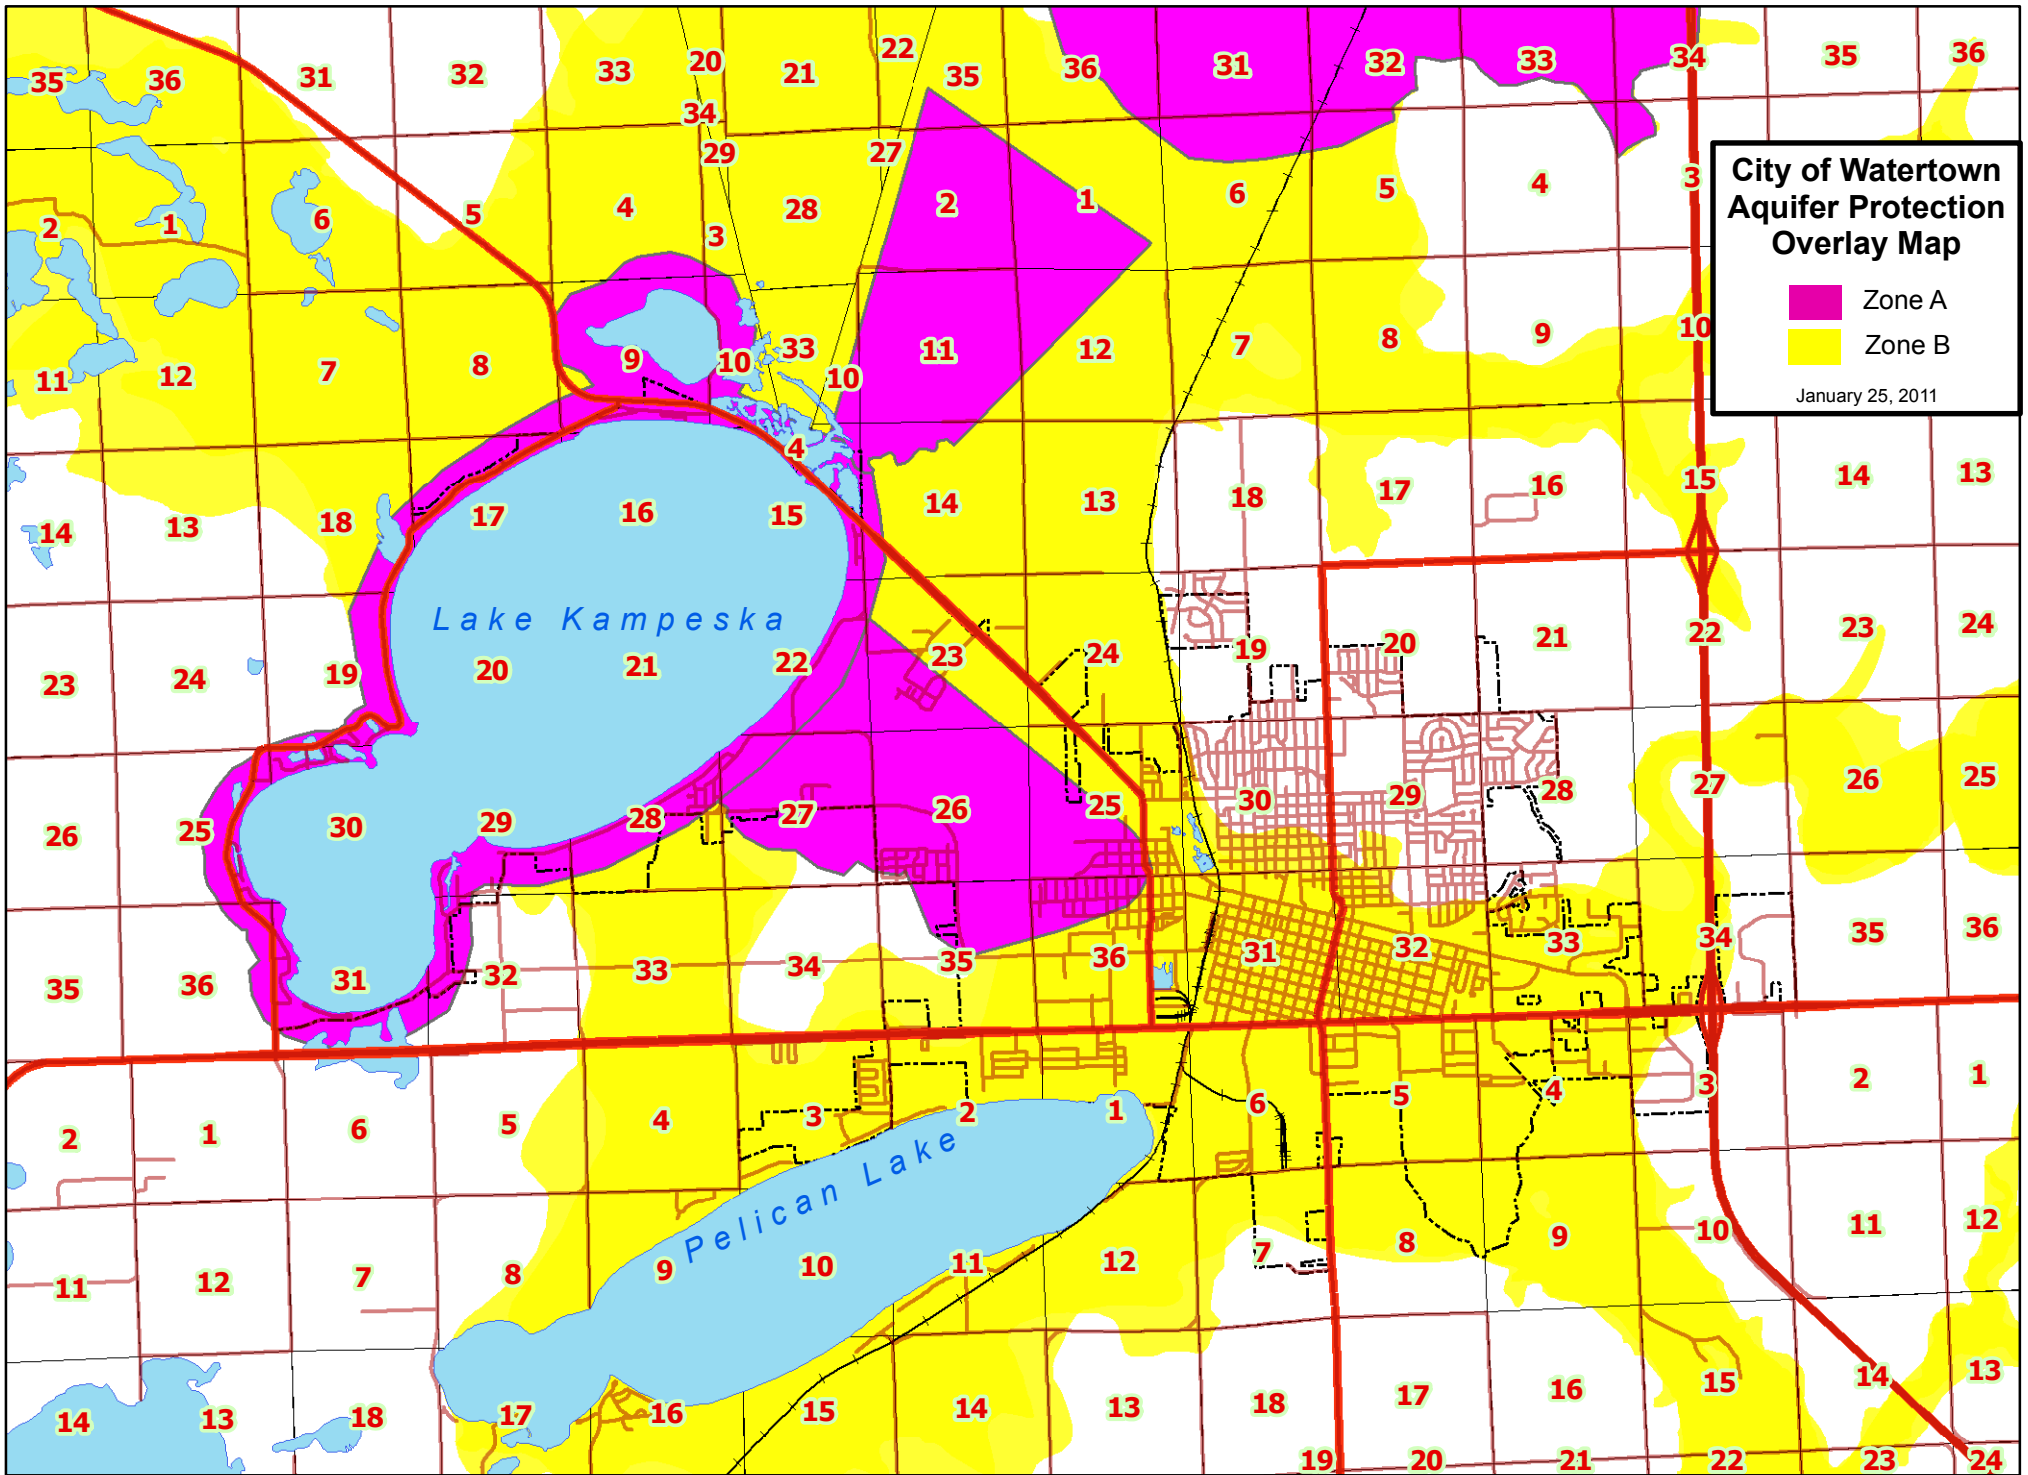 35 36 31 32 33 20 21 22 35 36 31 32 33 34 35 36
34
29 27
City of Watertown
Aquifer Protection
Overlay Map
Zone A
Zone B
January 25, 2011
2 1 6 5 4 3 28 2 1 6 5 4 3
11 12 7 8 9 10 33 10 11 12 7 8 9 10
4
14 13 18 17 16 15 14 13 18 17 16 15 14 13
Lake Kampeska
23 24 19 20 21 22 23 24 19 20 21 22 23 24
26 25 30 29 28 27 26 25 30 29 28 27 26 25
35 36 31 32 33 34 35 36 31 32 33 34 35 36
2 1 6 5 4 3 2 1 6 5 4 3 2 1
Pelican Lake
11 12 7 8 9 10 11 12 7 8 9 10 11 12
14 13 18 17 16 15 14 13 18 17 16 15 14 13
19 20 21 22 23 24